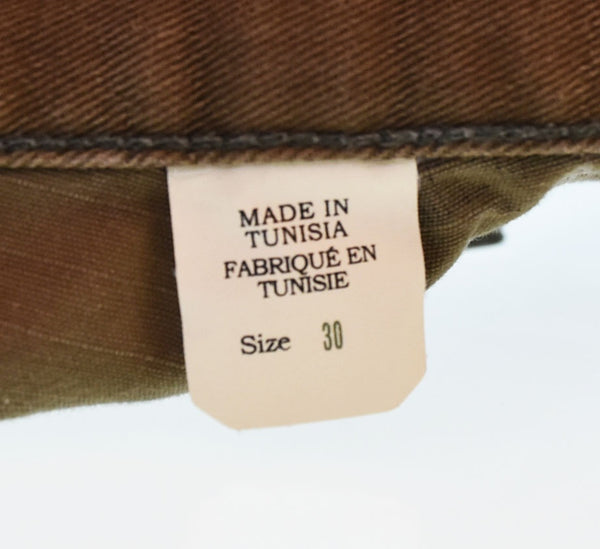 MADE IN
TUNISIA
FABRIQUÉ EN
TUNISIE
Size 30